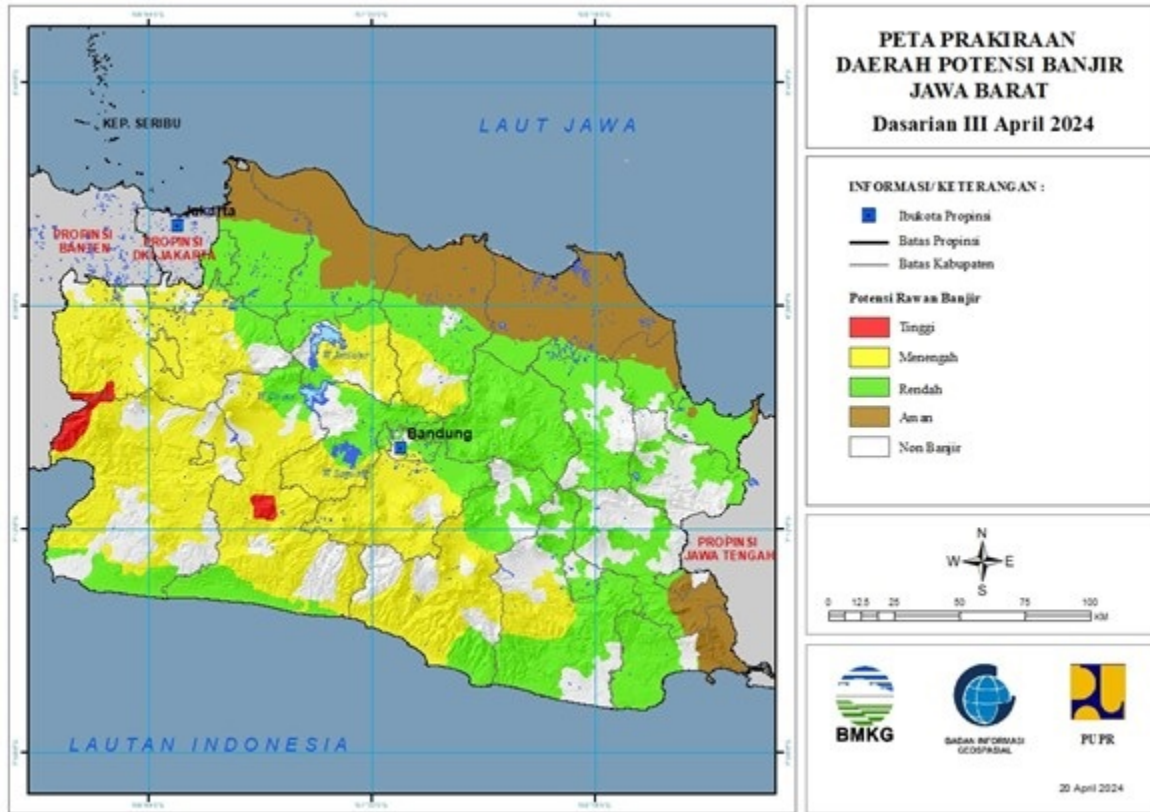 KEP. SERIBU
LAUT JAWA
Jakarta
PROPINSI
BANTEN
PROPINSI
DKI JAKARTA
Bandung
PROPINSI
JAWA TENGAH
LAUTAN INDONESIA
PETA PRAKIRAAN
DAERAH POTENSI BANJIR
JAWA BARAT
Dasarian III April 2024
INFORMASI/KETERANGAN :
Ibukota Propinsi
Batas Propinsi
Batas Kabupaten
Potensi Rawan Banjir
Tinggi
Menengah
Rendah
Aman
Non Banjir
N
W E
S
0 12.5 25 50 75 100
KM
BMKG
BADAN INFORMASI
GEOSPASIAL
PUPR
20 April 2024